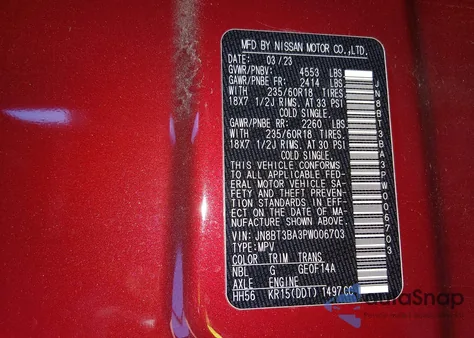 MFD BY NISSAN MOTOR CO.,LTD.
DATE: 03/23
GVWR/PNBV: 4553 LBS
GAWR/PNBE FR: 2414 LBS
WITH 235/60R18 TIRES,
18X7 1/2J RIMS, AT 33 PSI
COLD SINGLE,
GAWR/PNBE RR: 2260 LBS
WITH 235/60R18 TIRES,
18X7 1/2J RIMS, AT 30 PSI
COLD SINGLE,
THIS VEHICLE CONFORMS
TO ALL APPLICABLE FED-
ERAL MOTOR VEHICLE SA-
FETY AND THEFT PREVEN-
TION STANDARDS IN EFF-
ECT ON THE DATE OF MA-
NUFACTURE SHOWN ABOVE.
VIN:JN8BT3BA3PW006703
TYPE:MPV
COLOR TRIM TRANS
NBL G GEOF14A
AXLE ENGINE
HH56 KR15(DDT) 1497CC
JN8BT3BA3PW006703
AutaSnap